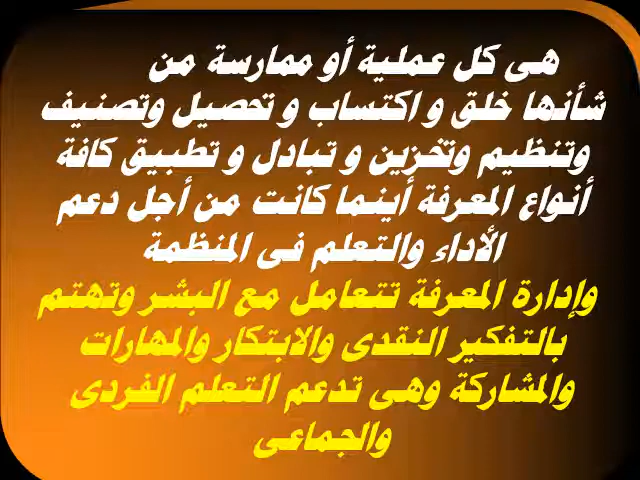 هى كل عملية أو ممارسة من
شأنها خلق و اكتساب و تحصيل وتصنيف
وتنظيم وتخزين و تبادل و تطبيق كافة
أنواع المعرفة أينما كانت من أجل دعم
الأداء والتعلم فى المنظمة
وإدارة المعرفة تتعامل مع البشر وتهتم
بالتفكير النقدى والابتكار والمهارات
والمشاركة وهى تدعم التعلم الفردى
والجماعى